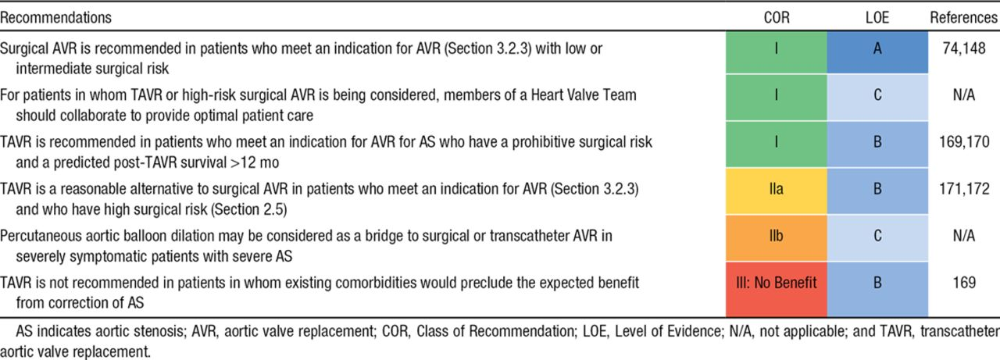 Recommendations COR LOE References
Surgical AVR is recommended in patients who meet an indication for AVR (Section 3.2.3) with low or I A 74,148
intermediate surgical risk
For patients in whom TAVR or high-risk surgical AVR is being considered, members of a Heart Valve Team I C N/A
should collaborate to provide optimal patient care
TAVR is recommended in patients who meet an indication for AVR for AS who have a prohibitive surgical risk I B 169,170
and a predicted post-TAVR survival >12 mo
TAVR is a reasonable alternative to surgical AVR in patients who meet an indication for AVR (Section 3.2.3) IIa B 171,172
and who have high surgical risk (Section 2.5)
Percutaneous aortic balloon dilation may be considered as a bridge to surgical or transcatheter AVR in IIb C N/A
severely symptomatic patients with severe AS
TAVR is not recommended in patients in whom existing comorbidities would preclude the expected benefit III: No Benefit B 169
from correction of AS
AS indicates aortic stenosis; AVR, aortic valve replacement; COR, Class of Recommendation; LOE, Level of Evidence; N/A, not applicable; and TAVR, transcatheter
aortic valve replacement.